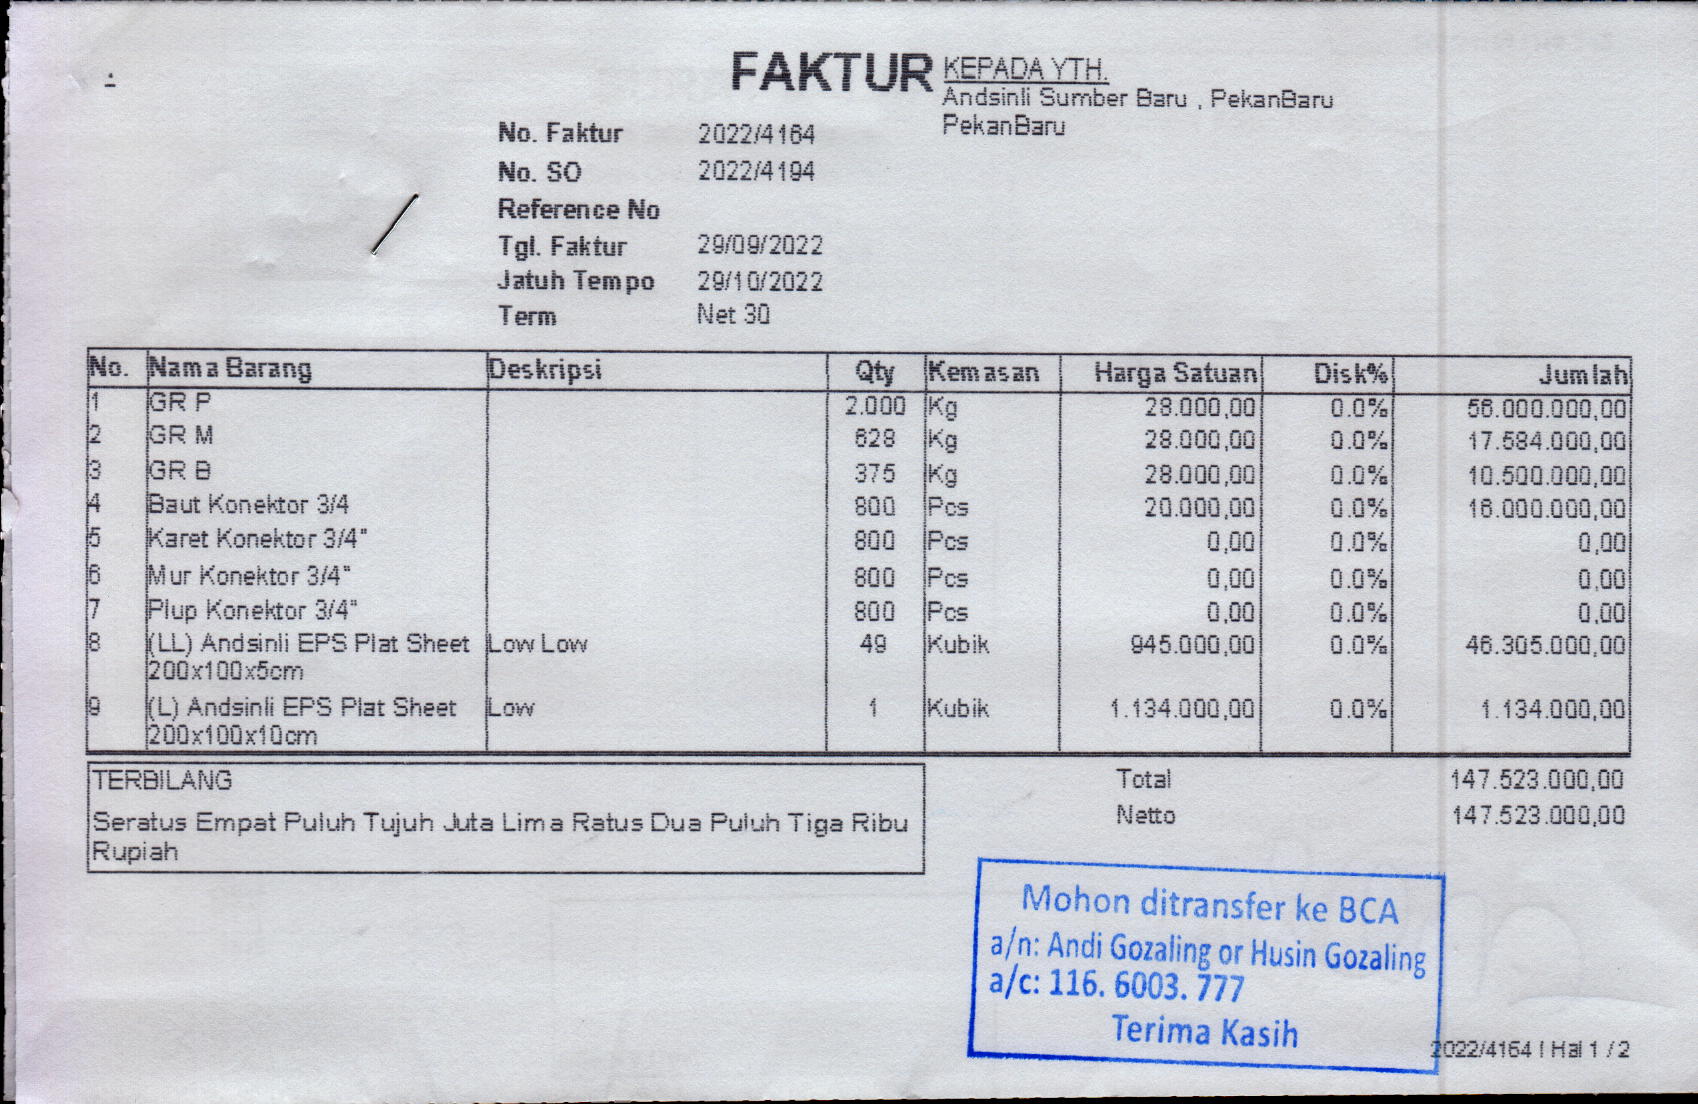 FAKTUR
KEPADA YTH.
Andsinli Sumber Baru , PekanBaru
PekanBaru
No. Faktur 2022/4164
No. SO 2022/4194
Reference No
Tgl. Faktur 29/09/2022
Jatuh Tempo 29/10/2022
Term Net 30
No. Nama Barang Deskripsi Qty Kemasan Harga Satuan Disk% Jumlah
1 GR P 2.000 Kg 28.000,00 0.0% 56.000.000,00
2 GR M 628 Kg 28.000,00 0.0% 17.584.000,00
3 GR B 375 Kg 28.000,00 0.0% 10.500.000,00
4 Baut Konektor 3/4 800 Pcs 20.000,00 0.0% 16.000.000,00
5 Karet Konektor 3/4" 800 Pcs 0,00 0.0% 0,00
6 Mur Konektor 3/4" 800 Pcs 0,00 0.0% 0,00
7 Plup Konektor 3/4" 800 Pcs 0,00 0.0% 0,00
8 (LL) Andsinli EPS Plat Sheet Low Low 49 Kubik 945.000,00 0.0% 46.305.000,00
200x100x5cm
9 (L) Andsinli EPS Plat Sheet Low 1 Kubik 1.134.000,00 0.0% 1.134.000,00
200x100x10cm
TERBILANG
Seratus Empat Puluh Tujuh Juta Lima Ratus Dua Puluh Tiga Ribu
Rupiah
Total 147.523.000,00
Netto 147.523.000,00
Mohon ditransfer ke BCA
a/n: Andi Gozaling or Husin Gozaling
a/c: 116. 6003. 777
Terima Kasih
2022/4164 | Hal 1 / 2